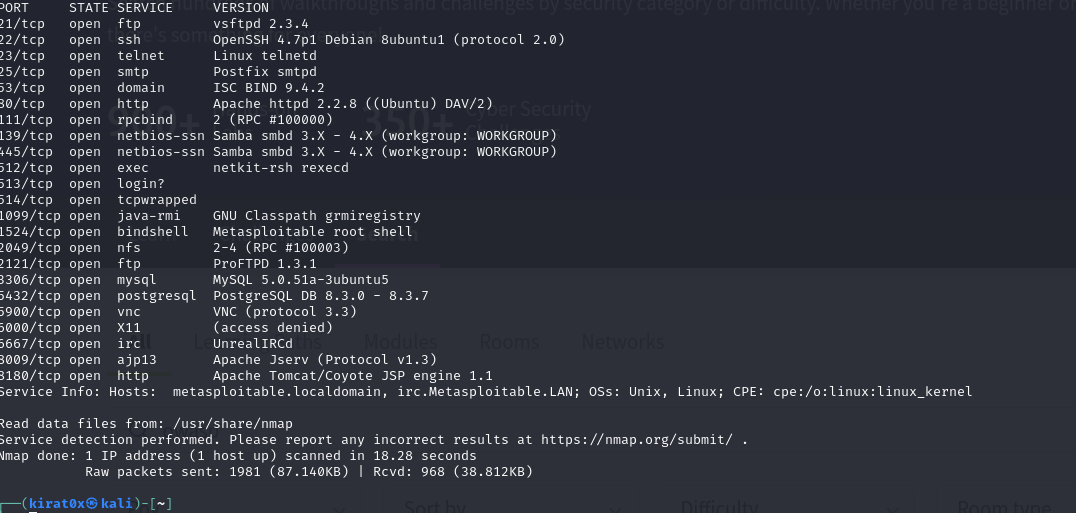 PORT STATE SERVICE VERSION
21/tcp open ftp vsftpd 2.3.4
22/tcp open ssh OpenSSH 4.7p1 Debian 8ubuntu1 (protocol 2.0)
23/tcp open telnet Linux telnetd
25/tcp open smtp Postfix smtpd
53/tcp open domain ISC BIND 9.4.2
80/tcp open http Apache httpd 2.2.8 ((Ubuntu) DAV/2)
111/tcp open rpcbind 2 (RPC #100000)
139/tcp open netbios-ssn Samba smbd 3.X - 4.X (workgroup: WORKGROUP)
445/tcp open netbios-ssn Samba smbd 3.X - 4.X (workgroup: WORKGROUP)
512/tcp open exec netkit-rsh rexecd
513/tcp open login?
514/tcp open tcpwrapped
1099/tcp open java-rmi GNU Classpath grmiregistry
1524/tcp open bindshell Metasploitable root shell
2049/tcp open nfs 2-4 (RPC #100003)
2121/tcp open ftp ProFTPD 1.3.1
3306/tcp open mysql MySQL 5.0.51a-3ubuntu5
5432/tcp open postgresql PostgreSQL DB 8.3.0 - 8.3.7
5900/tcp open vnc VNC (protocol 3.3)
6000/tcp open X11 (access denied)
6667/tcp open irc UnrealIRCd
8009/tcp open ajp13 Apache Jserv (Protocol v1.3)
8180/tcp open http Apache Tomcat/Coyote JSP engine 1.1
Service Info: Hosts: metasploitable.localdomain, irc.Metasploitable.LAN; OSs: Unix, Linux; CPE: cpe:/o:linux:linux_kernel
Read data files from: /usr/share/nmap
Service detection performed. Please report any incorrect results at https://nmap.org/submit/ .
Nmap done: 1 IP address (1 host up) scanned in 18.28 seconds
Raw packets sent: 1981 (87.140KB) | Rcvd: 968 (38.812KB)
(kirat0x㉿kali)-[~]
350+
Cyber Security
Modules
Rooms
Networks
Sort by
Difficulty
Room type